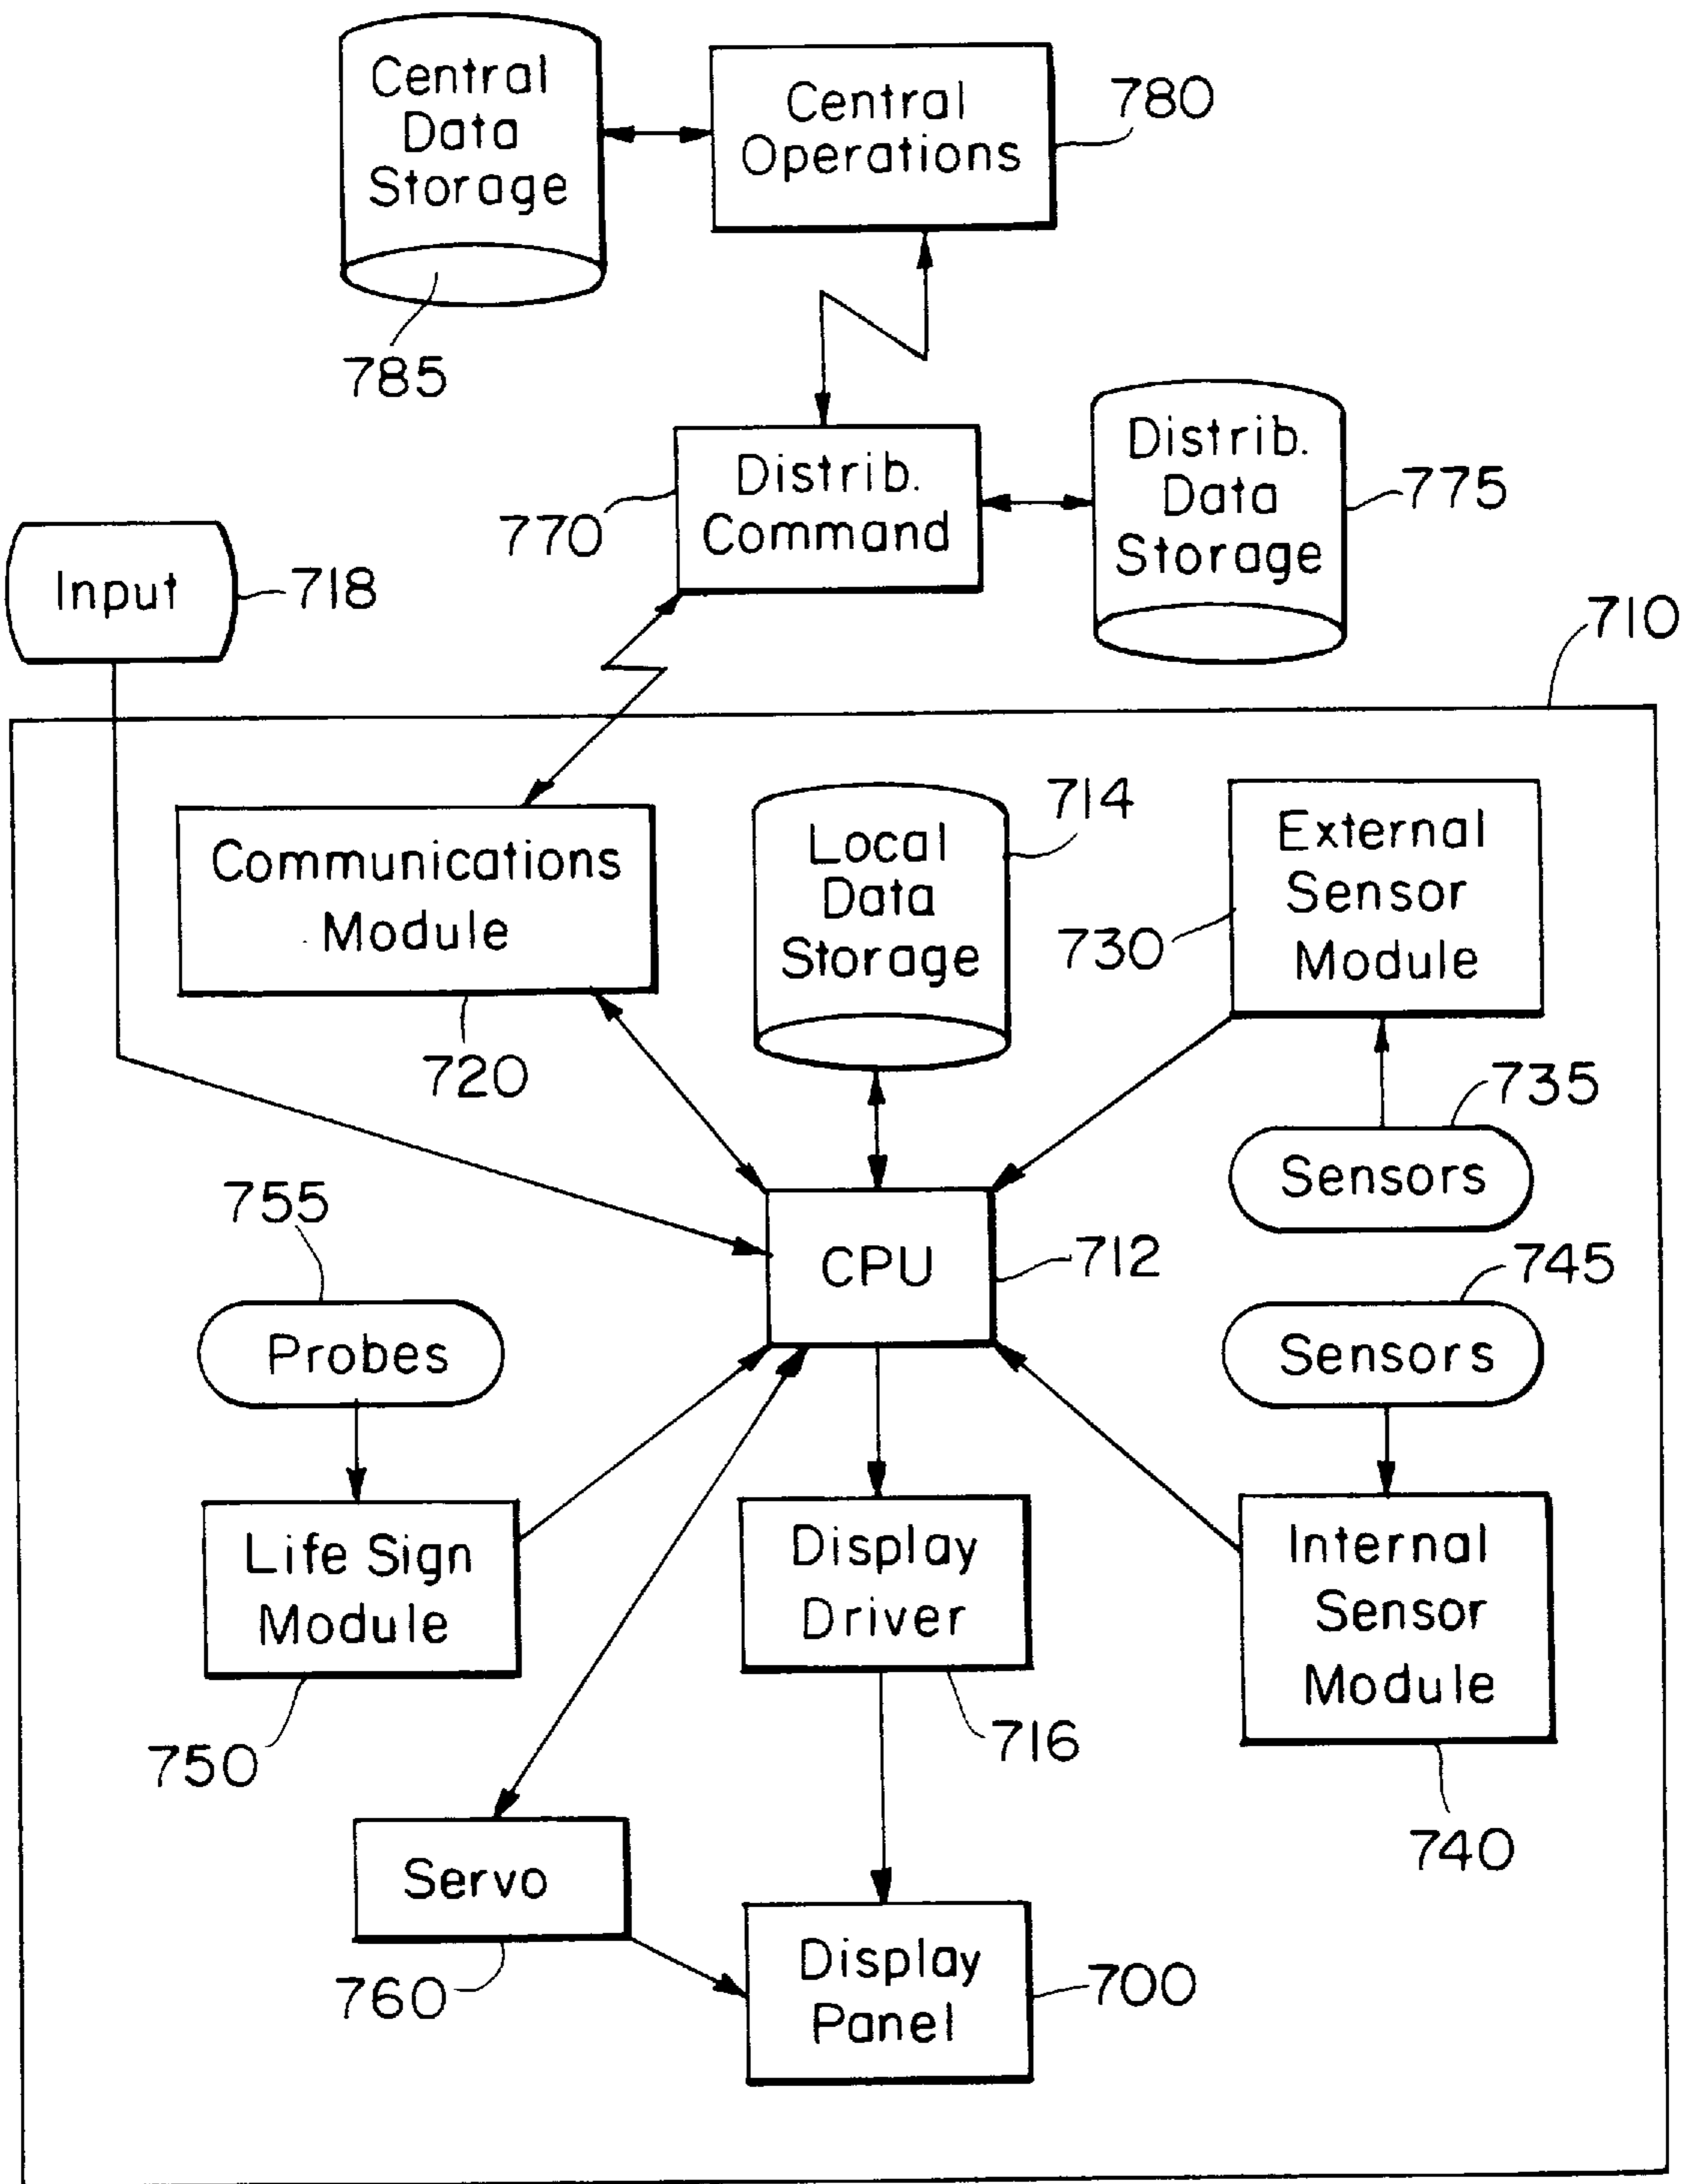 Central
Data
Storage
785
Central
Operations
780
Distrib.
Command
770
Distrib.
Data
Storage
775
Input
718
710
Communications
Module
720
Local
Data
Storage
714
External
Sensor
Module
730
Sensors
735
CPU
712
755
Probes
745
Sensors
Life Sign
Module
750
Display
Driver
716
Internal
Sensor
Module
740
Servo
760
Display
Panel
700